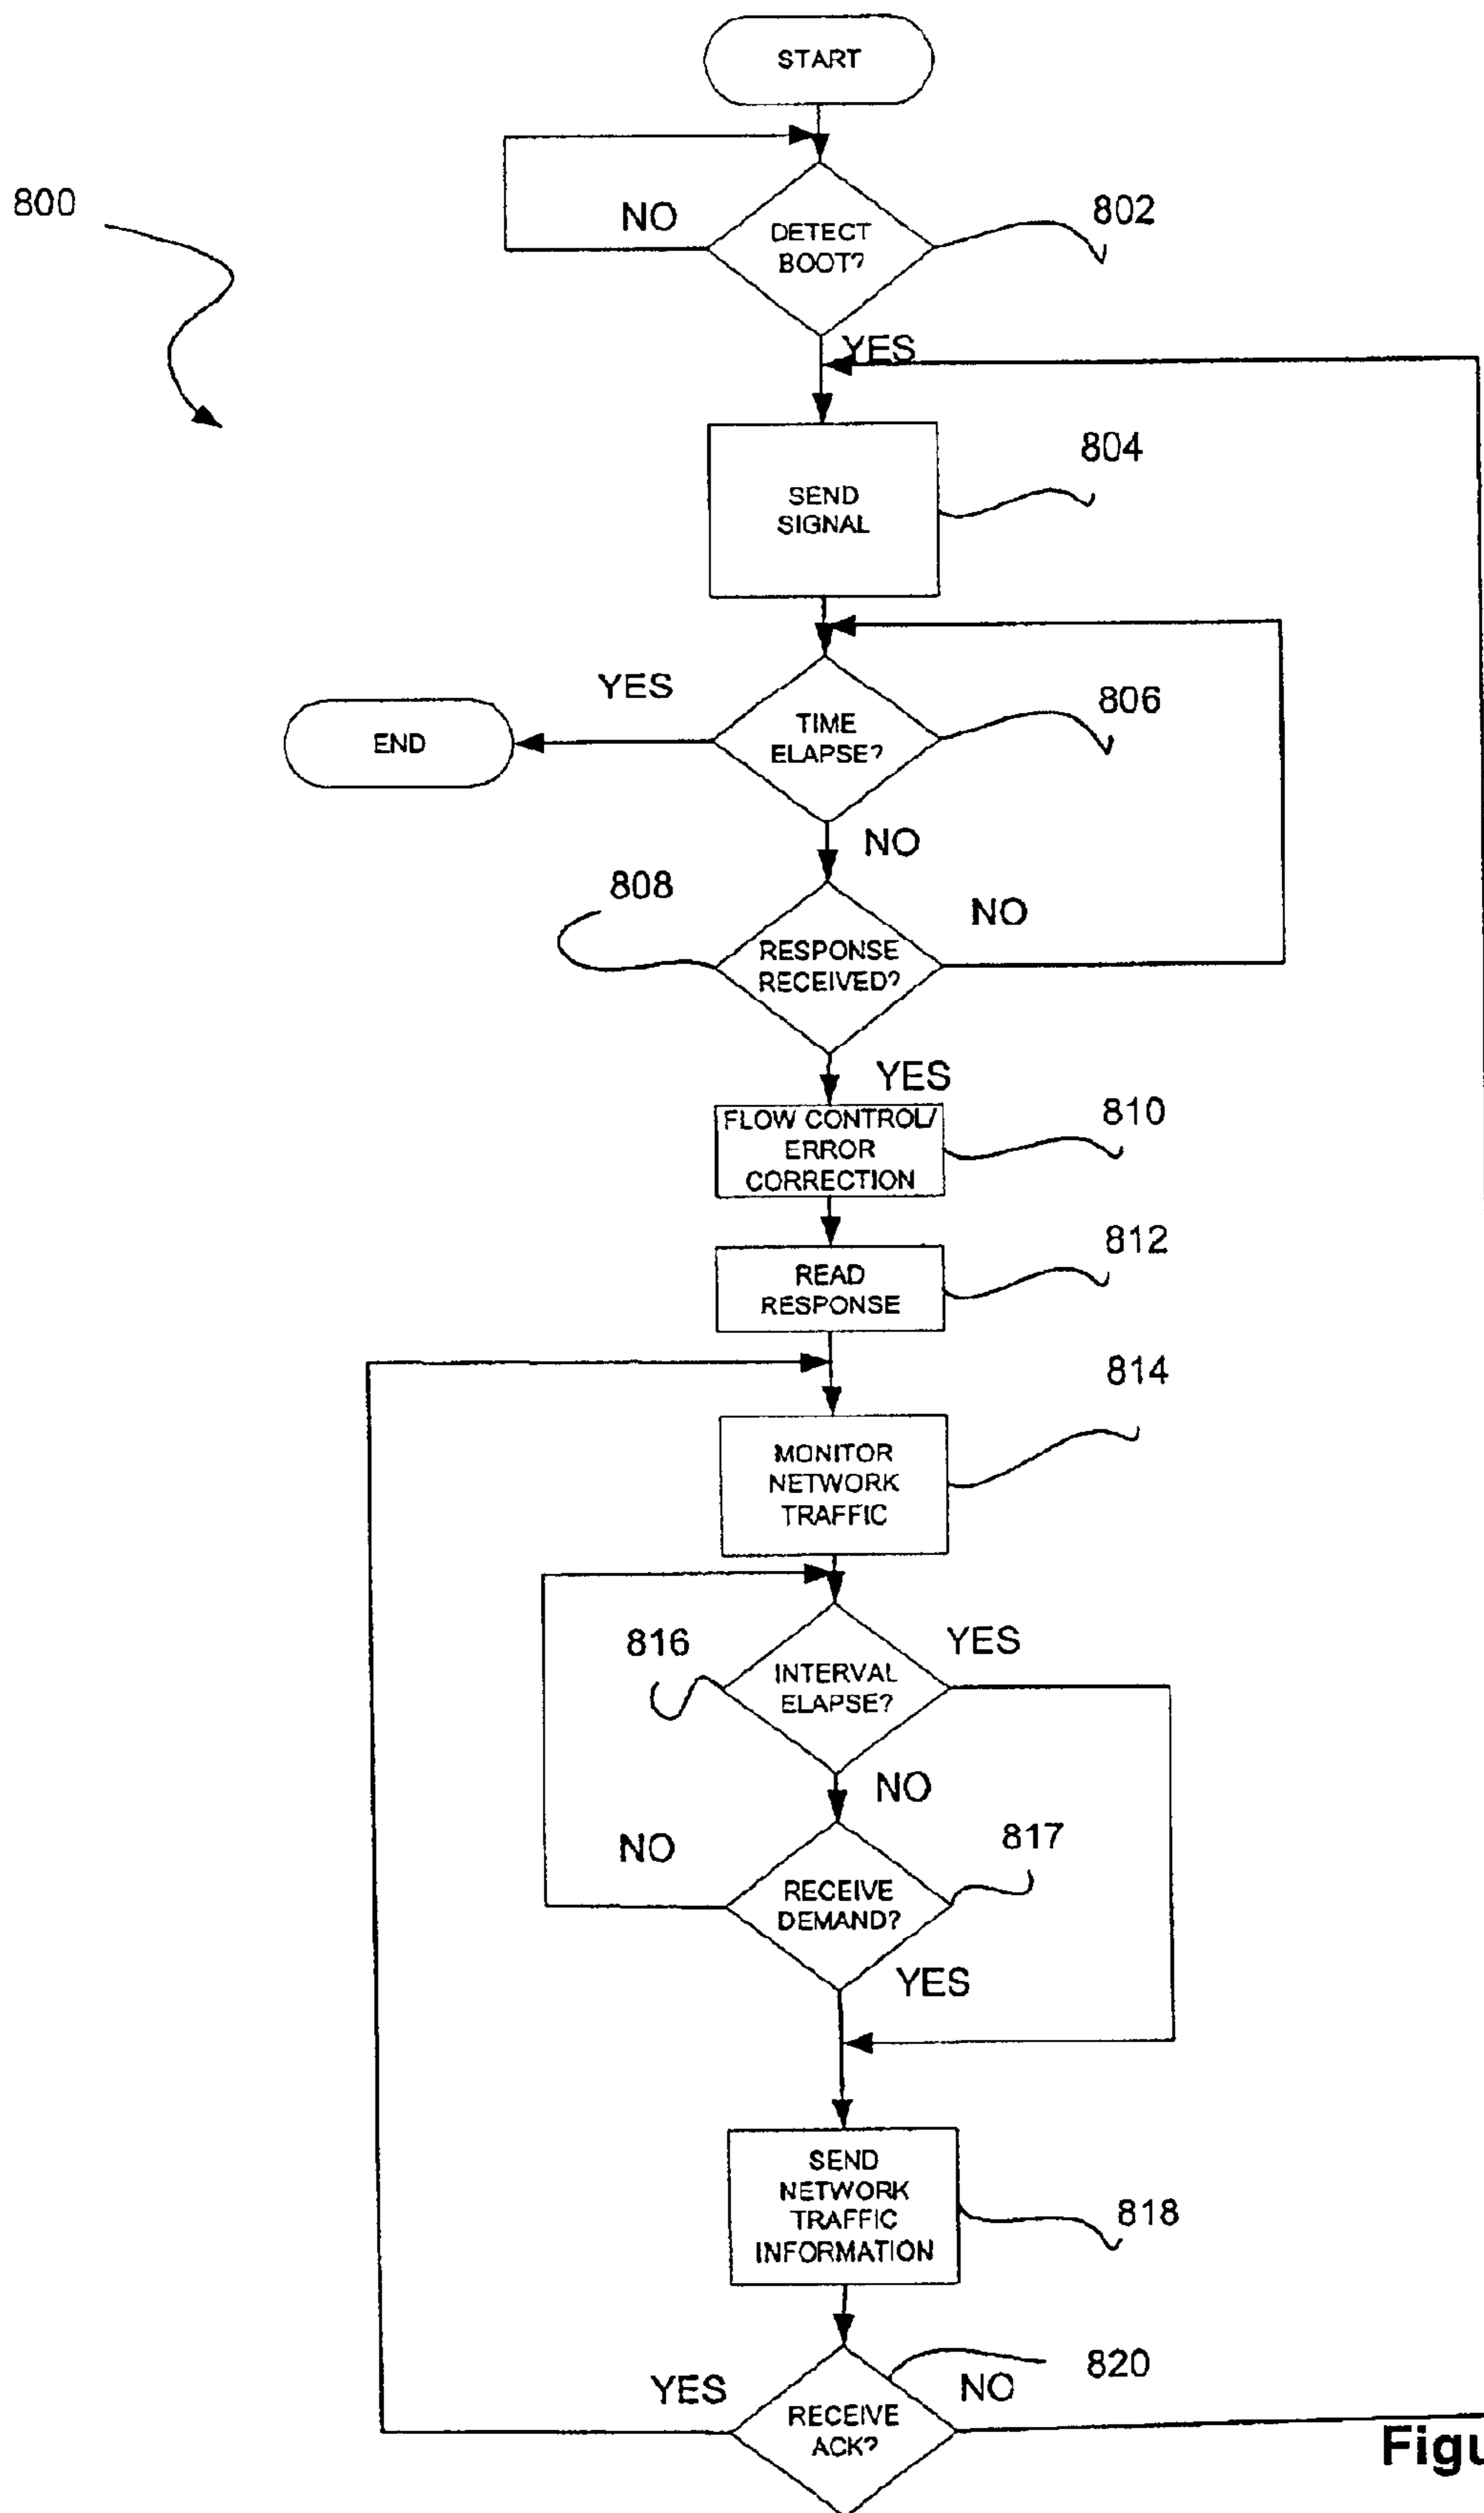 START
800
NO
802
DETECT
BOOT?
YES
804
SEND
SIGNAL
YES
806
TIME
ELAPSE?
END
NO
808
NO
RESPONSE
RECEIVED?
YES
810
FLOW CONTROL/
ERROR
CORRECTION
812
READ
RESPONSE
814
MONITOR
NETWORK
TRAFFIC
816
YES
INTERVAL
ELAPSE?
NO
817
NO
RECEIVE
DEMAND?
YES
SEND
NETWORK
TRAFFIC
INFORMATION
818
820
YES
NO
RECEIVE
ACK?
Figu